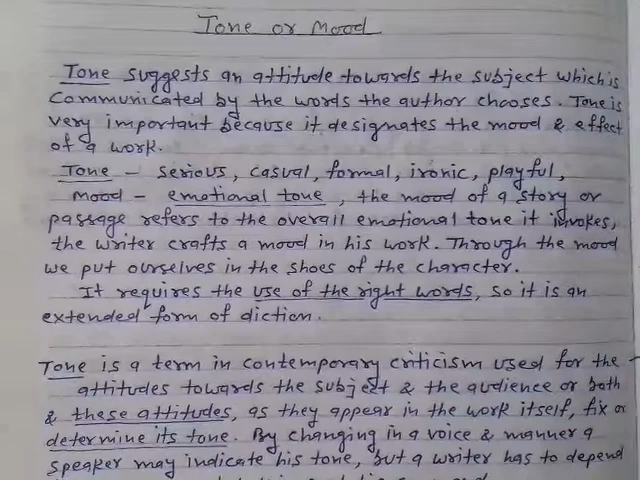 Tone or Mood
Tone suggests an attitude towards the subject which is
communicated by the words the author chooses. Tone is
very important because it designates the mood & effect
of a work.
Tone - serious, casual, formal, ironic, playful,
Mood - emotional tone, the mood of a story or
passage refers to the overall emotional tone it invokes,
the writer crafts a mood in his work. Through the mood
we put ourselves in the shoes of the character.
It requires the use of the right words, so it is an
extended form of diction.
Tone is a term in contemporary criticism used for the
attitudes towards the subject & the audience or both
& these attitudes, as they appear in the work itself, fix or
determine its tone. By changing in a voice & manner a
speaker may indicate his tone, but a writer has to depend